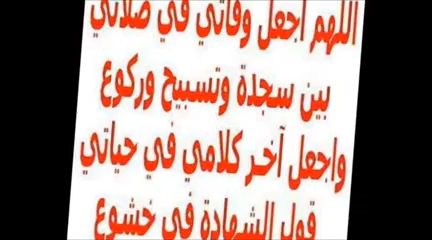 اللهم اجعل وفاتي في صلاتي
بين سجدة وتسبيح وركوع
واجعل آخر كلامي في حياتي
قول الشهادة في خشوع